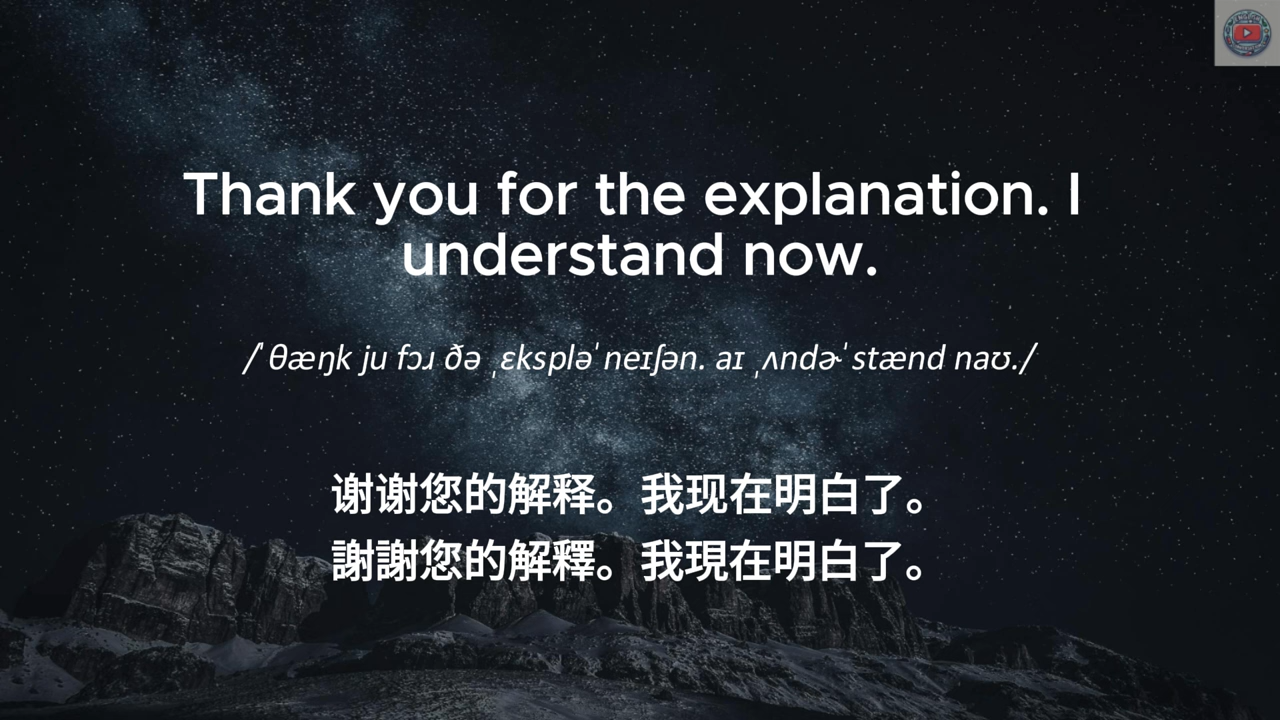 Thank you for the explanation. I
understand now.
/ˈθæŋk ju fɔɹ ðə ˌɛkspləˈneɪʃən. aɪ ˌʌndɚˈstænd naʊ./
谢谢您的解释。我现在明白了。
謝謝您的解釋。我現在明白了。